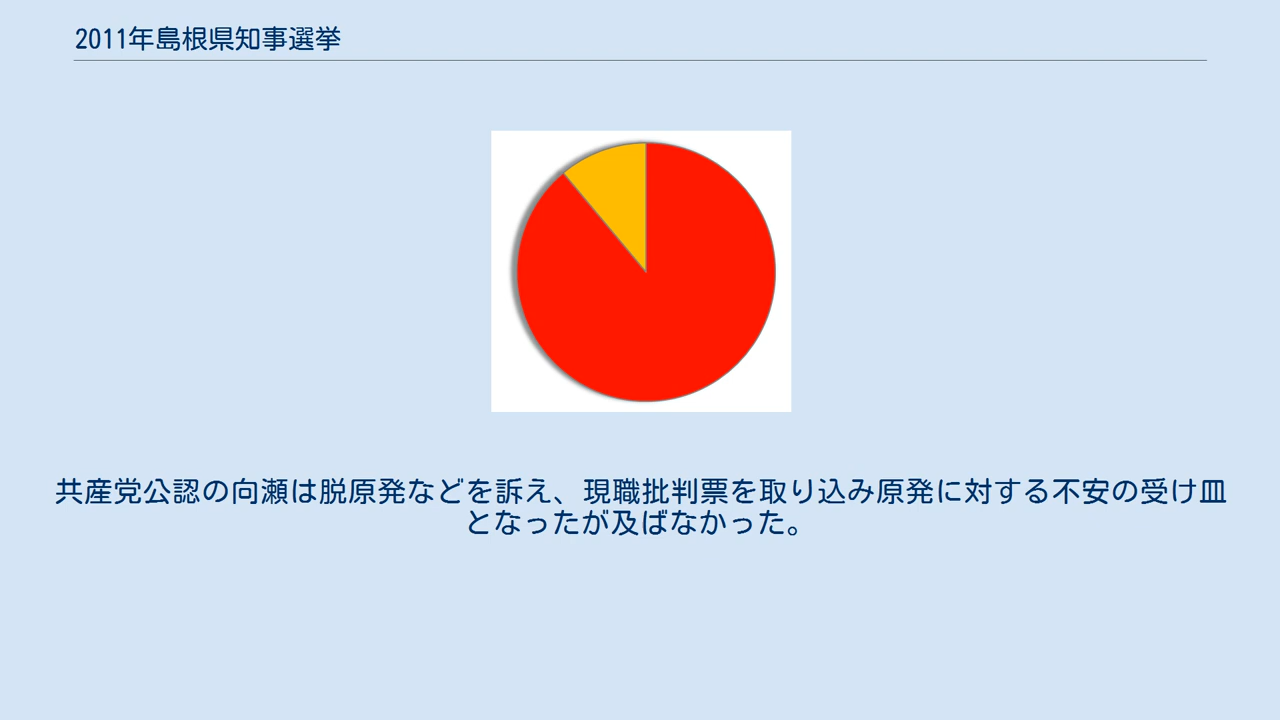 2011年島根県知事選挙
共産党公認の向瀬は脱原発などを訴え、現職批判票を取り込み原発に対する不安の受け皿
となったが及ばなかった。